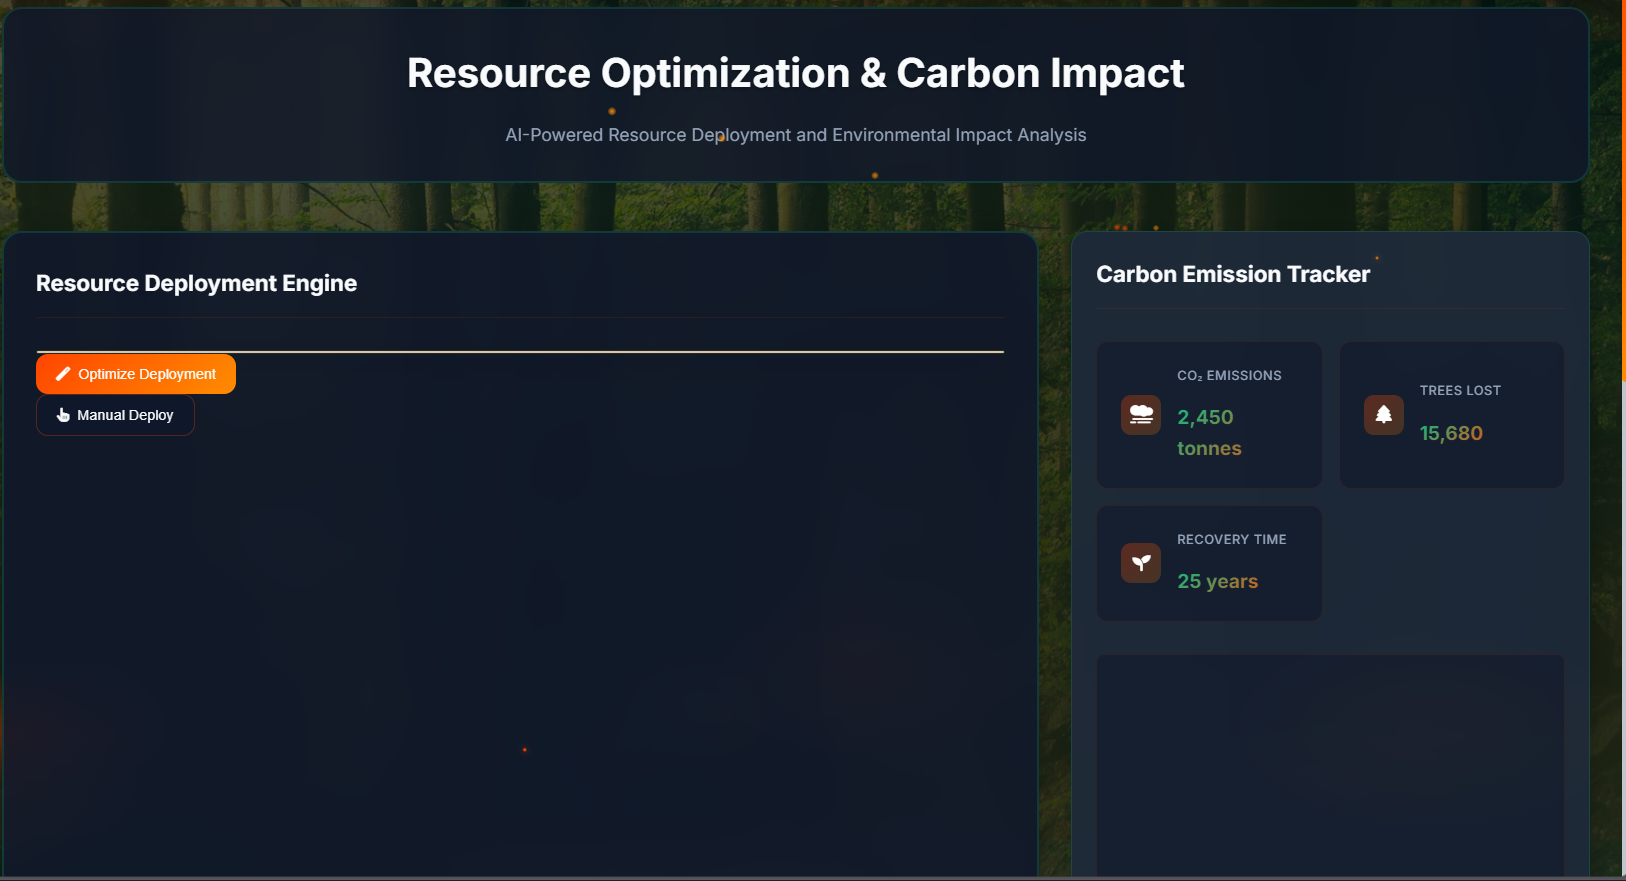 Resource Optimization & Carbon Impact
AI-Powered Resource Deployment and Environmental Impact Analysis
Resource Deployment Engine
Optimize Deployment
Manual Deploy
Carbon Emission Tracker
CO₂ EMISSIONS
2,450
tonnes
TREES LOST
15,680
RECOVERY TIME
25 years